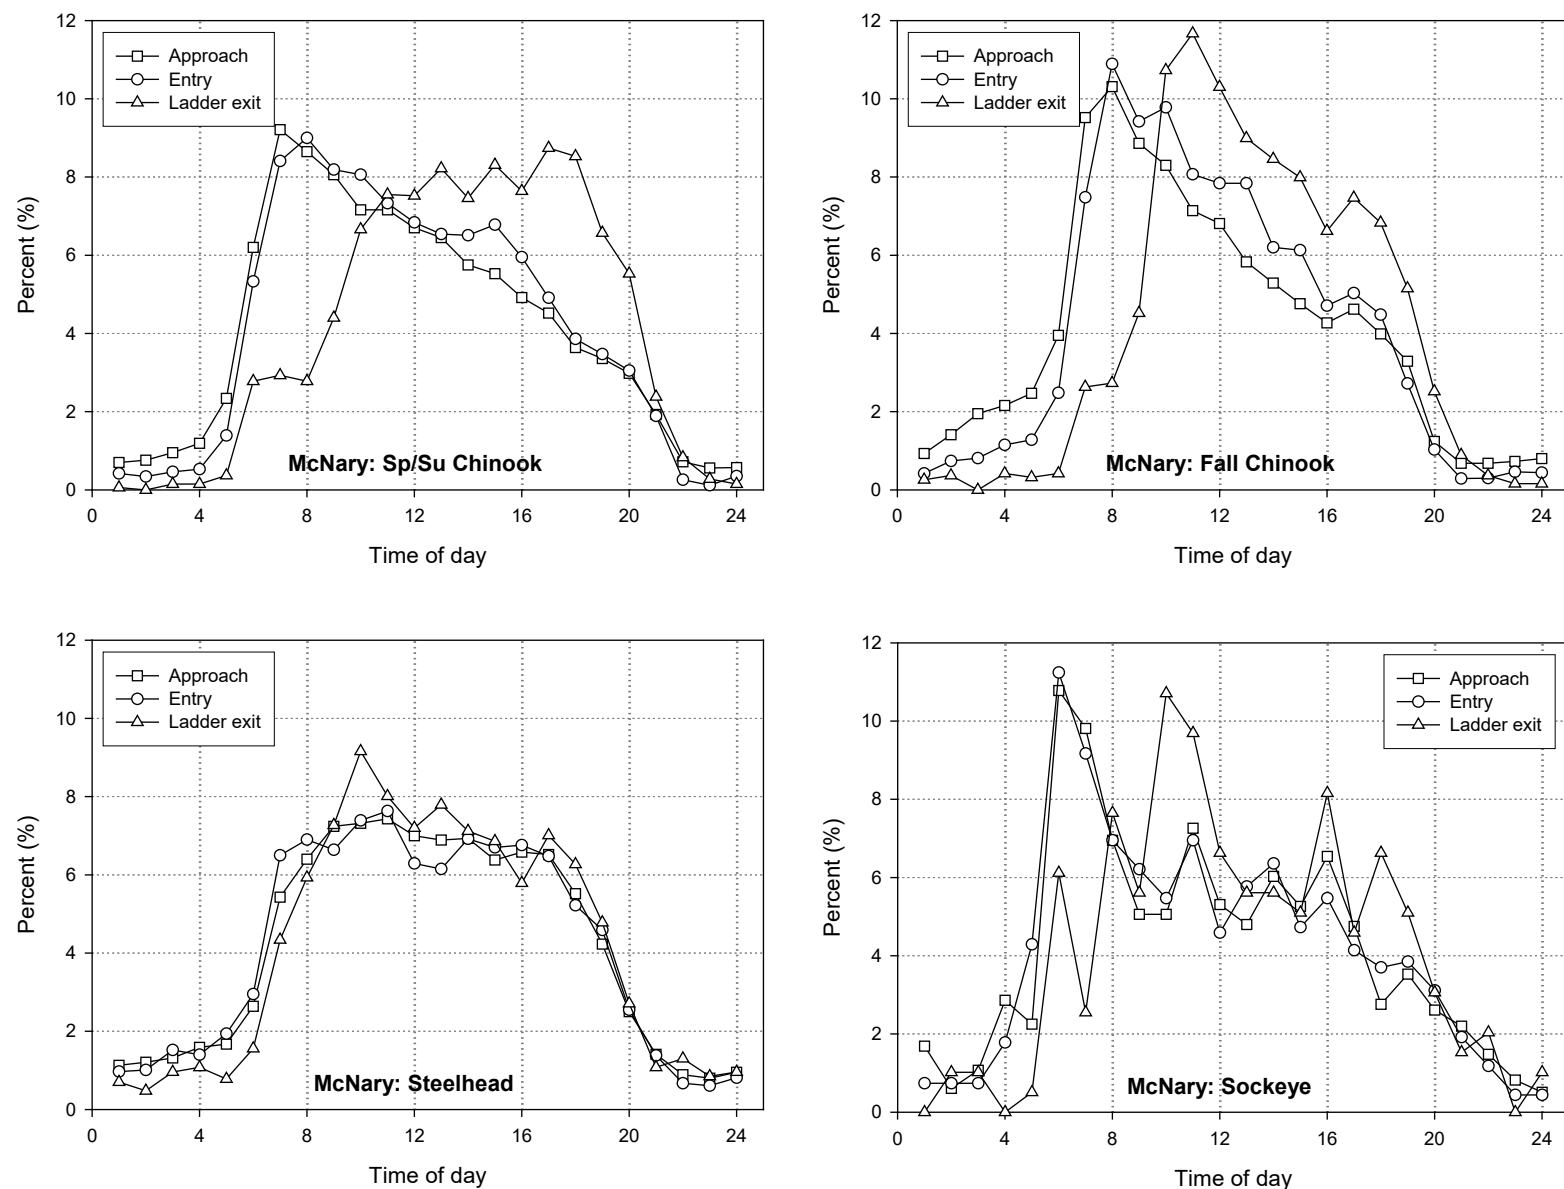 12
10
8
6
4
2
0
Percent (%)
Approach
Entry
Ladder exit
McNary: Sp/Su Chinook
0 4 8 12 16 20 24
Time of day
12
10
8
6
4
2
0
Percent (%)
Approach
Entry
Ladder exit
McNary: Fall Chinook
0 4 8 12 16 20 24
Time of day
12
10
8
6
4
2
0
Percent (%)
Approach
Entry
Ladder exit
McNary: Steelhead
0 4 8 12 16 20 24
Time of day
12
10
8
6
4
2
0
Percent (%)
Approach
Entry
Ladder exit
McNary: Sockeye
0 4 8 12 16 20 24
Time of day